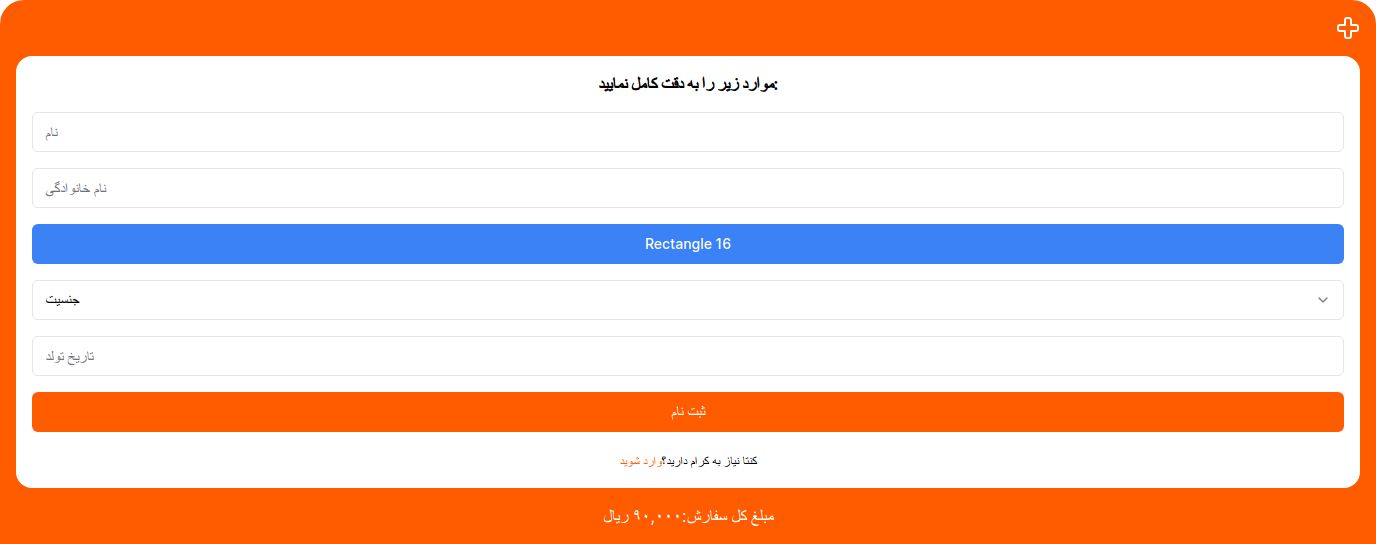 موارد زیر را به دقت کامل نمایید:
نام
نام خانوادگی
Rectangle 16
جنسیت
تاریخ تولد
ثبت نام
کنتا نیاز به کرام دارید؟وارد شوید
مبلغ کل سفارش:۹۰,۰۰۰ ریال